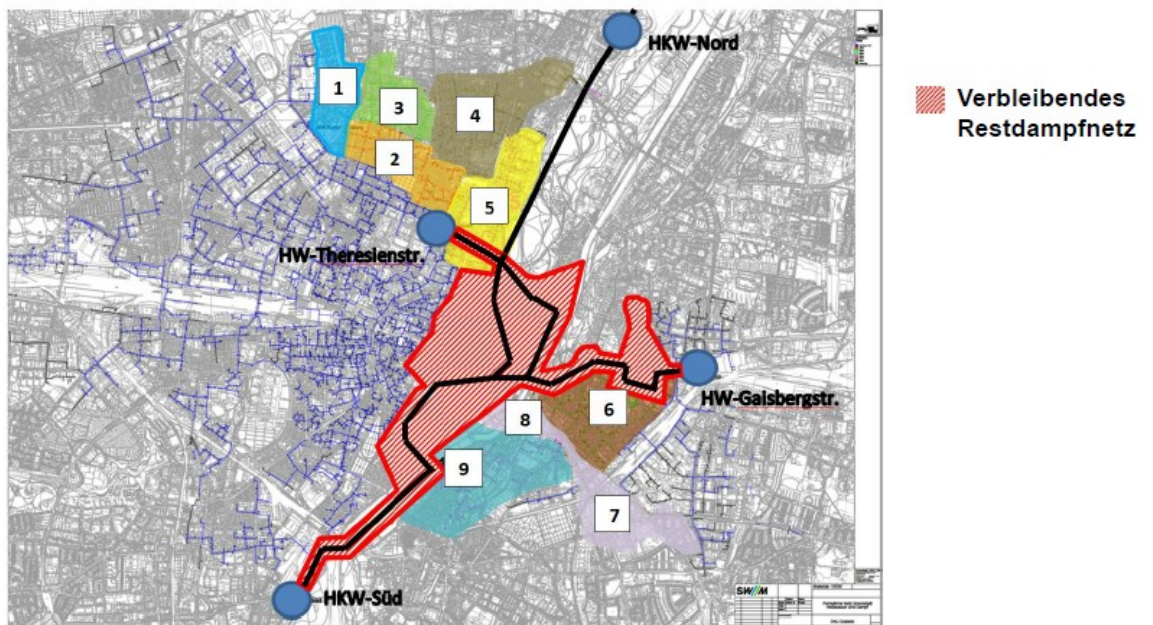 HKW-Nord
1
3
4
2
5
HW-Theresienstr.
HW-Gaisbergstr.
6
8
9
7
HKW-Süd
SW//M
Verbleibendes
Restdampfnetz